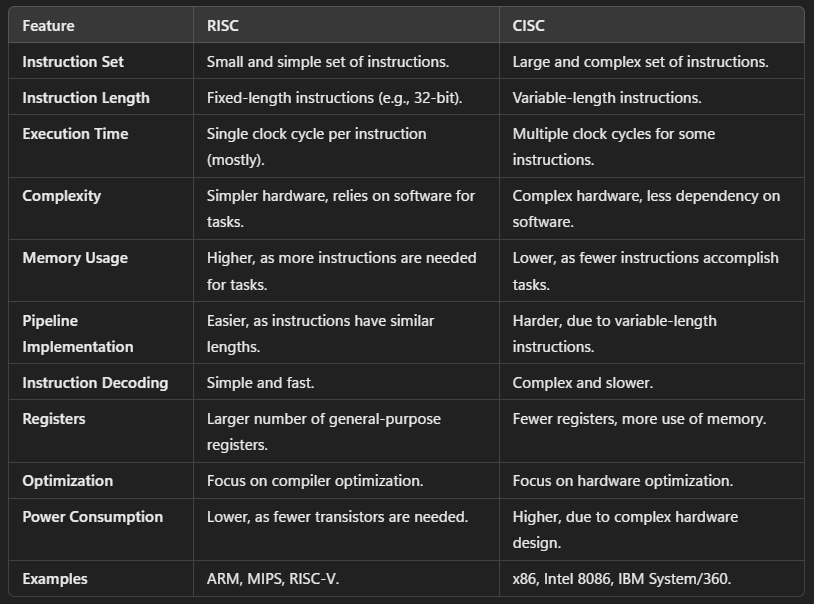 Feature RISC CISC
Instruction Set Small and simple set of instructions. Large and complex set of instructions.
Instruction Length Fixed-length instructions (e.g., 32-bit). Variable-length instructions.
Execution Time Single clock cycle per instruction Multiple clock cycles for some
(mostly). instructions.
Complexity Simpler hardware, relies on software for Complex hardware, less dependency on
tasks. software.
Memory Usage Higher, as more instructions are needed Lower, as fewer instructions accomplish
for tasks. tasks.
Pipeline Easier, as instructions have similar Harder, due to variable-length
Implementation lengths. instructions.
Instruction Decoding Simple and fast. Complex and slower.
Registers Larger number of general-purpose Fewer registers, more use of memory.
registers.
Optimization Focus on compiler optimization. Focus on hardware optimization.
Power Consumption Lower, as fewer transistors are needed. Higher, due to complex hardware
design.
Examples ARM, MIPS, RISC-V. x86, Intel 8086, IBM System/360.